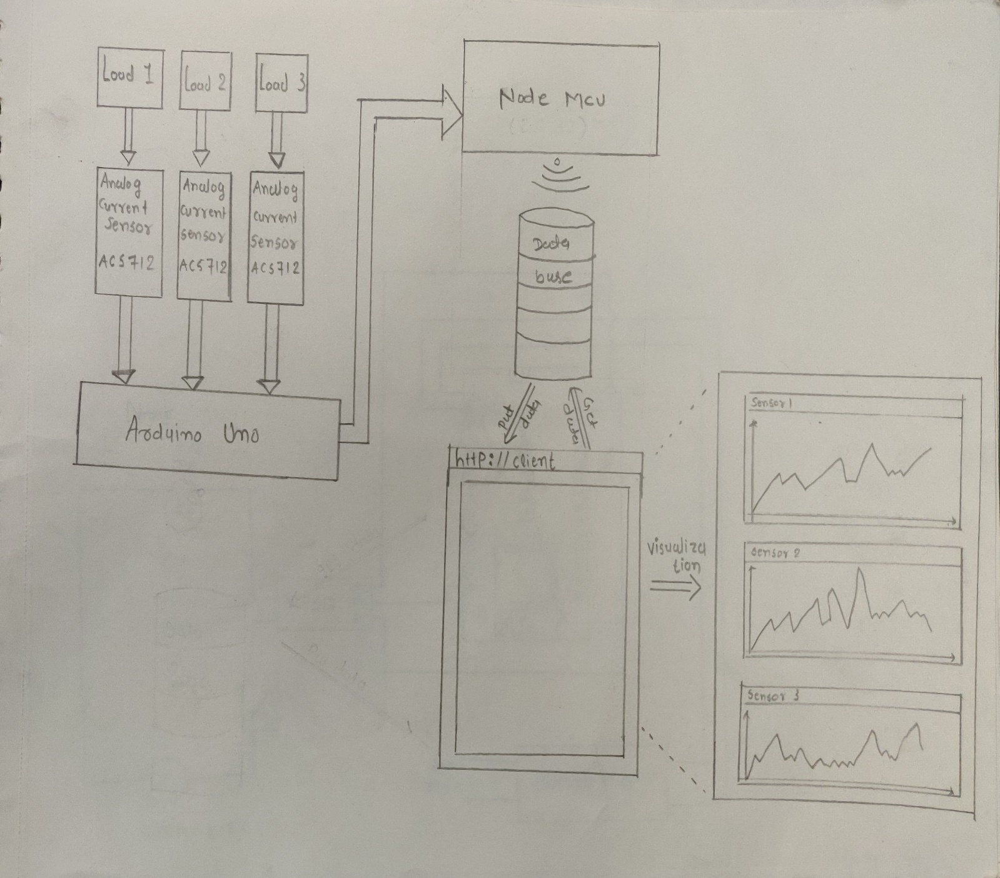 Load 1
Load 2
Load 3
Node MCU
Analog
current
Sensor
ACS712
Analog
current
sensor
ACS712
Analog
current
Sensor
ACS712
Data
base
Arduino Uno
Put
data
Get
data
http://client
Visualiza
tion
Sensor 1
Sensor 2
Sensor 3